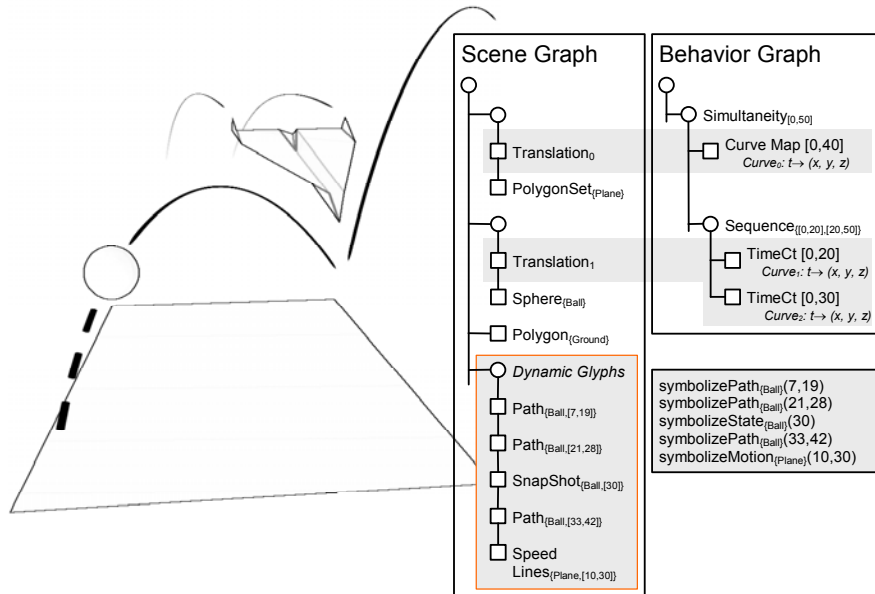 Scene Graph
Translation0
PolygonSet{Plane}
Translation1
Sphere{Ball}
Polygon{Ground}
Dynamic Glyphs
Path{Ball,[7,19]}
Path{Ball,[21,28]}
SnapShot{Ball,[30]}
Path{Ball,[33,42]}
Speed
Lines{Plane,[10,30]}
Behavior Graph
Simultaneity[0,50]
Curve Map [0,40]
Curve0: t→ (x, y, z)
Sequence{[0,20],[20,50]}
TimeCt [0,20]
Curve1: t→ (x, y, z)
TimeCt [0,30]
Curve2: t→ (x, y, z)
symbolizePath{Ball}(7,19)
symbolizePath{Ball}(21,28)
symbolizeState{Ball}(30)
symbolizePath{Ball}(33,42)
symbolizeMotion{Plane}(10,30)